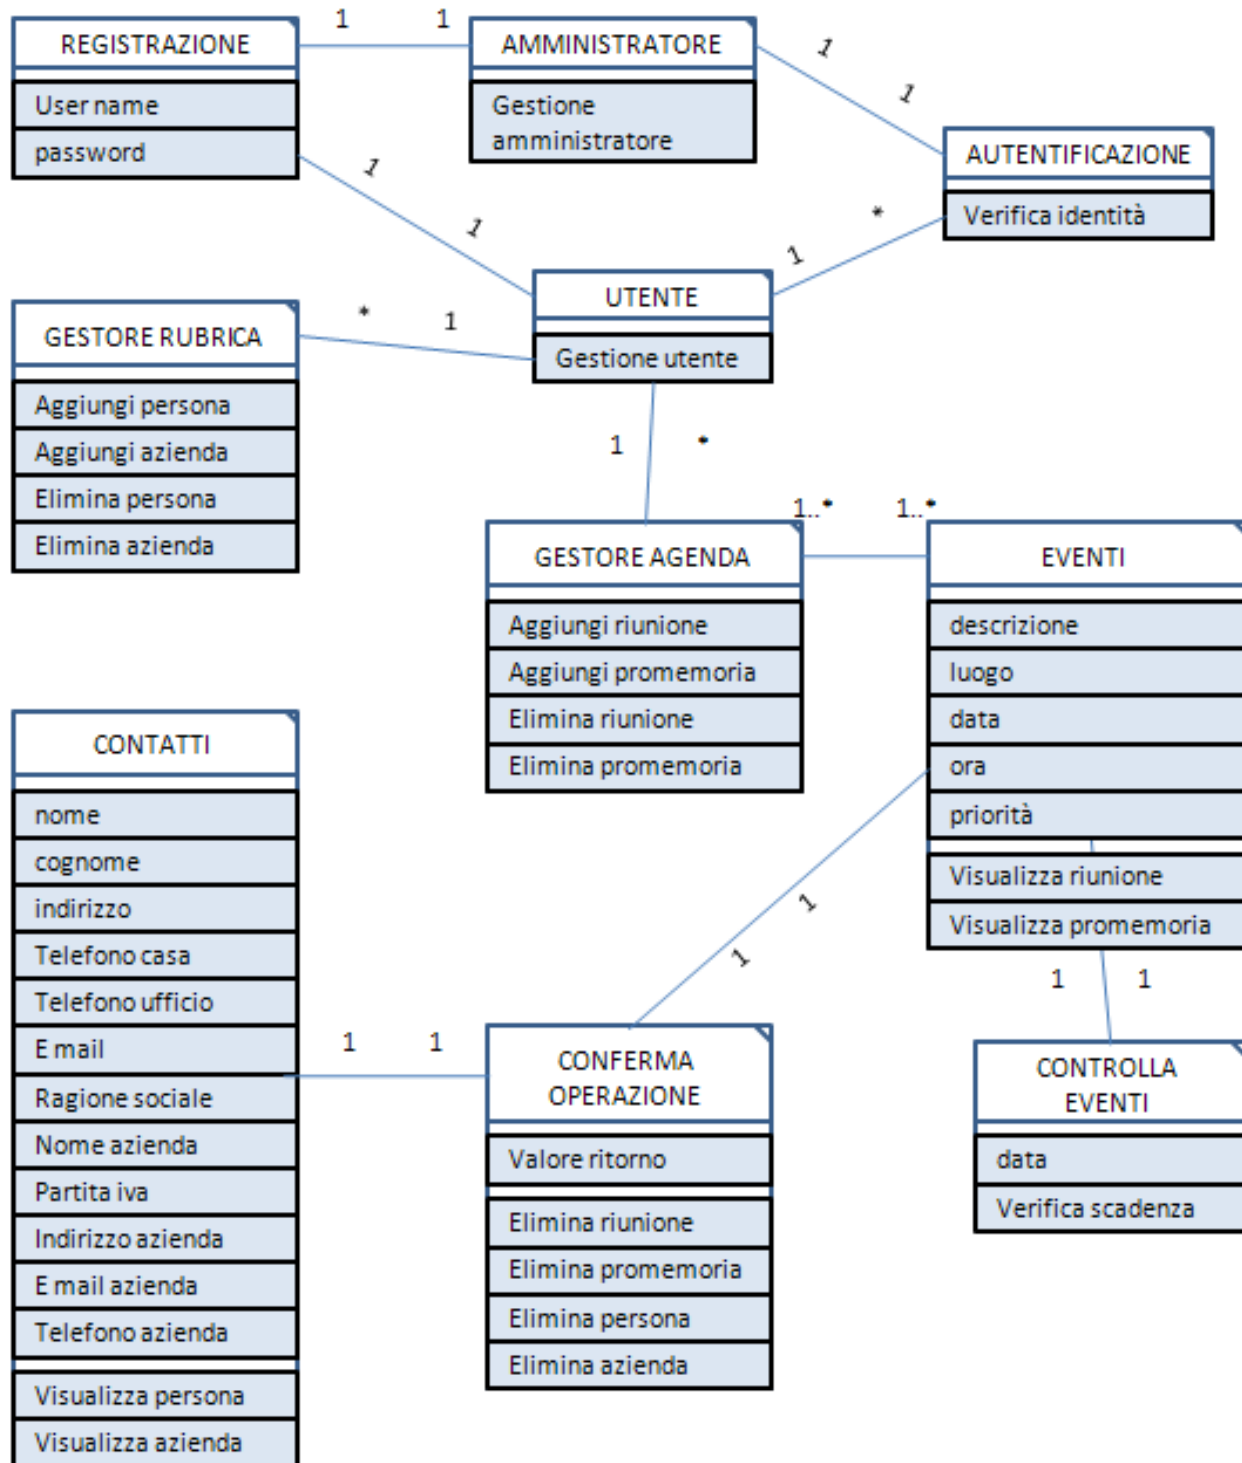 REGISTRAZIONE
User name
password
1 1
AMMINISTRATORE
Gestione
amministratore
1
1
AUTENTIFICAZIONE
Verifica identità
1
1
*
1
UTENTE
Gestione utente
GESTORE RUBRICA
Aggiungi persona
Aggiungi azienda
Elimina persona
Elimina azienda
* 1
1 *
GESTORE AGENDA
Aggiungi riunione
Aggiungi promemoria
Elimina riunione
Elimina promemoria
1..* 1..*
EVENTI
descrizione
luogo
data
ora
priorità
Visualizza riunione
Visualizza promemoria
CONTATTI
nome
cognome
indirizzo
Telefono casa
Telefono ufficio
E mail
Ragione sociale
Nome azienda
Partita iva
Indirizzo azienda
E mail azienda
Telefono azienda
Visualizza persona
Visualizza azienda
1
1
1 1
1 1
CONFERMA
OPERAZIONE
Valore ritorno
Elimina riunione
Elimina promemoria
Elimina persona
Elimina azienda
CONTROLLA
EVENTI
data
Verifica scadenza